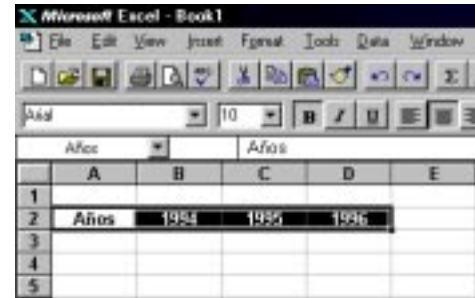 Microsoft Excel - Book1
File Edit View Insert Format Tools Data Window
Arial 10 B I U
Años Años
A B C D E
1
2 Años 1994 1995 1996
3
4
5